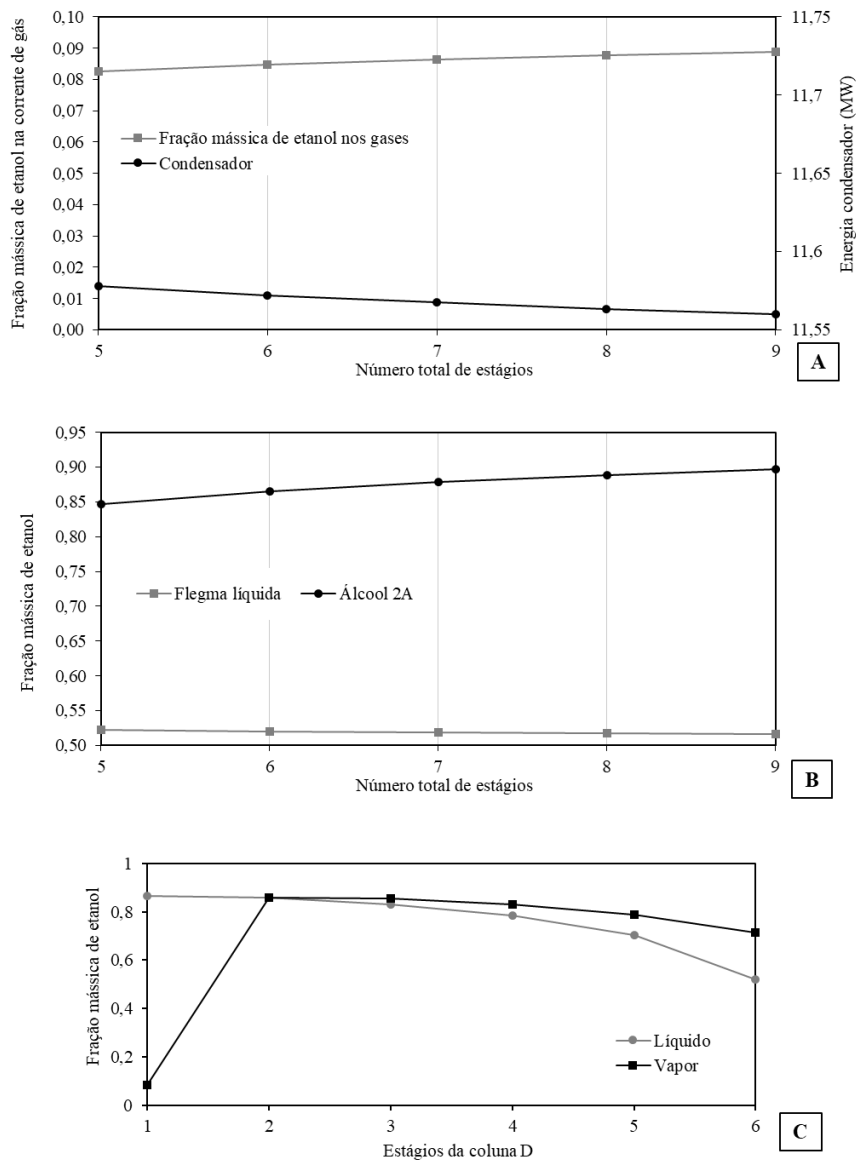 Fração mássica de etanol na corrente de gás
0,10
0,09
0,08
0,07
0,06
0,05
0,04
0,03
0,02
0,01
0,00
Fração mássica de etanol nos gases
Condensador
11,75
11,7
11,65
11,6
11,55
Energia condensador (MW)
5 6 7 8 9
Número total de estágios
A
Fração mássica de etanol
0,95
0,90
0,85
0,80
0,75
0,70
0,65
0,60
0,55
0,50
Flegma líquida Álcool 2A
5 6 7 8 9
Número total de estágios
B
Fração mássica de etanol
1
0,8
0,6
0,4
0,2
0
Líquido
Vapor
1 2 3 4 5 6
Estágios da coluna D
C